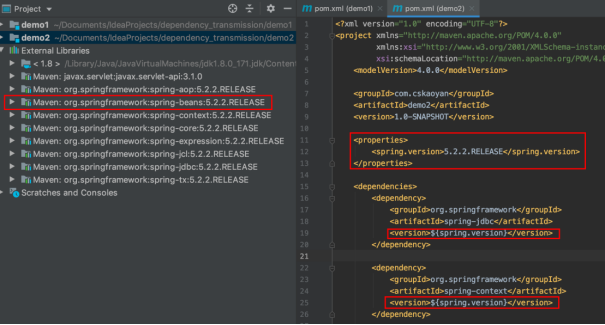 Project
demo1 ~/Documents/IdeaProjects/dependency_transmission/demo1
demo2 ~/Documents/IdeaProjects/dependency_transmission/demo2
External Libraries
< 1.8 > /Library/Java/JavaVirtualMachines/jdk1.8.0_171.jdk/Conten
Maven: javax.servlet:javax.servlet-api:3.1.0
Maven: org.springframework:spring-aop:5.2.2.RELEASE
Maven: org.springframework:spring-beans:5.2.2.RELEASE
Maven: org.springframework:spring-context:5.2.2.RELEASE
Maven: org.springframework:spring-core:5.2.2.RELEASE
Maven: org.springframework:spring-expression:5.2.2.RELEASE
Maven: org.springframework:spring-jcl:5.2.2.RELEASE
Maven: org.springframework:spring-jdbc:5.2.2.RELEASE
Maven: org.springframework:spring-tx:5.2.2.RELEASE
Scratches and Consoles
m pom.xml (demo1) × m pom.xml (demo2) ×
1 <?xml version="1.0" encoding="UTF-8"?>
2 <project xmlns="http://maven.apache.org/POM/4.0.0"
3 xmlns:xsi="http://www.w3.org/2001/XMLSchema-instanc
4 xsi:schemaLocation="http://maven.apache.org/POM/4.0
5 <modelVersion>4.0.0</modelVersion>
6
7 <groupId>com.cskaoyan</groupId>
8 <artifactId>demo2</artifactId>
9 <version>1.0-SNAPSHOT</version>
10
11 <properties>
12 <spring.version>5.2.2.RELEASE</spring.version>
13 </properties>
14
15 <dependencies>
16 <dependency>
17 <groupId>org.springframework</groupId>
18 <artifactId>spring-jdbc</artifactId>
19 <version>${spring.version}</version>
20 </dependency>
21
22 <dependency>
23 <groupId>org.springframework</groupId>
24 <artifactId>spring-context</artifactId>
25 <version>${spring.version}</version>
26 </dependency>